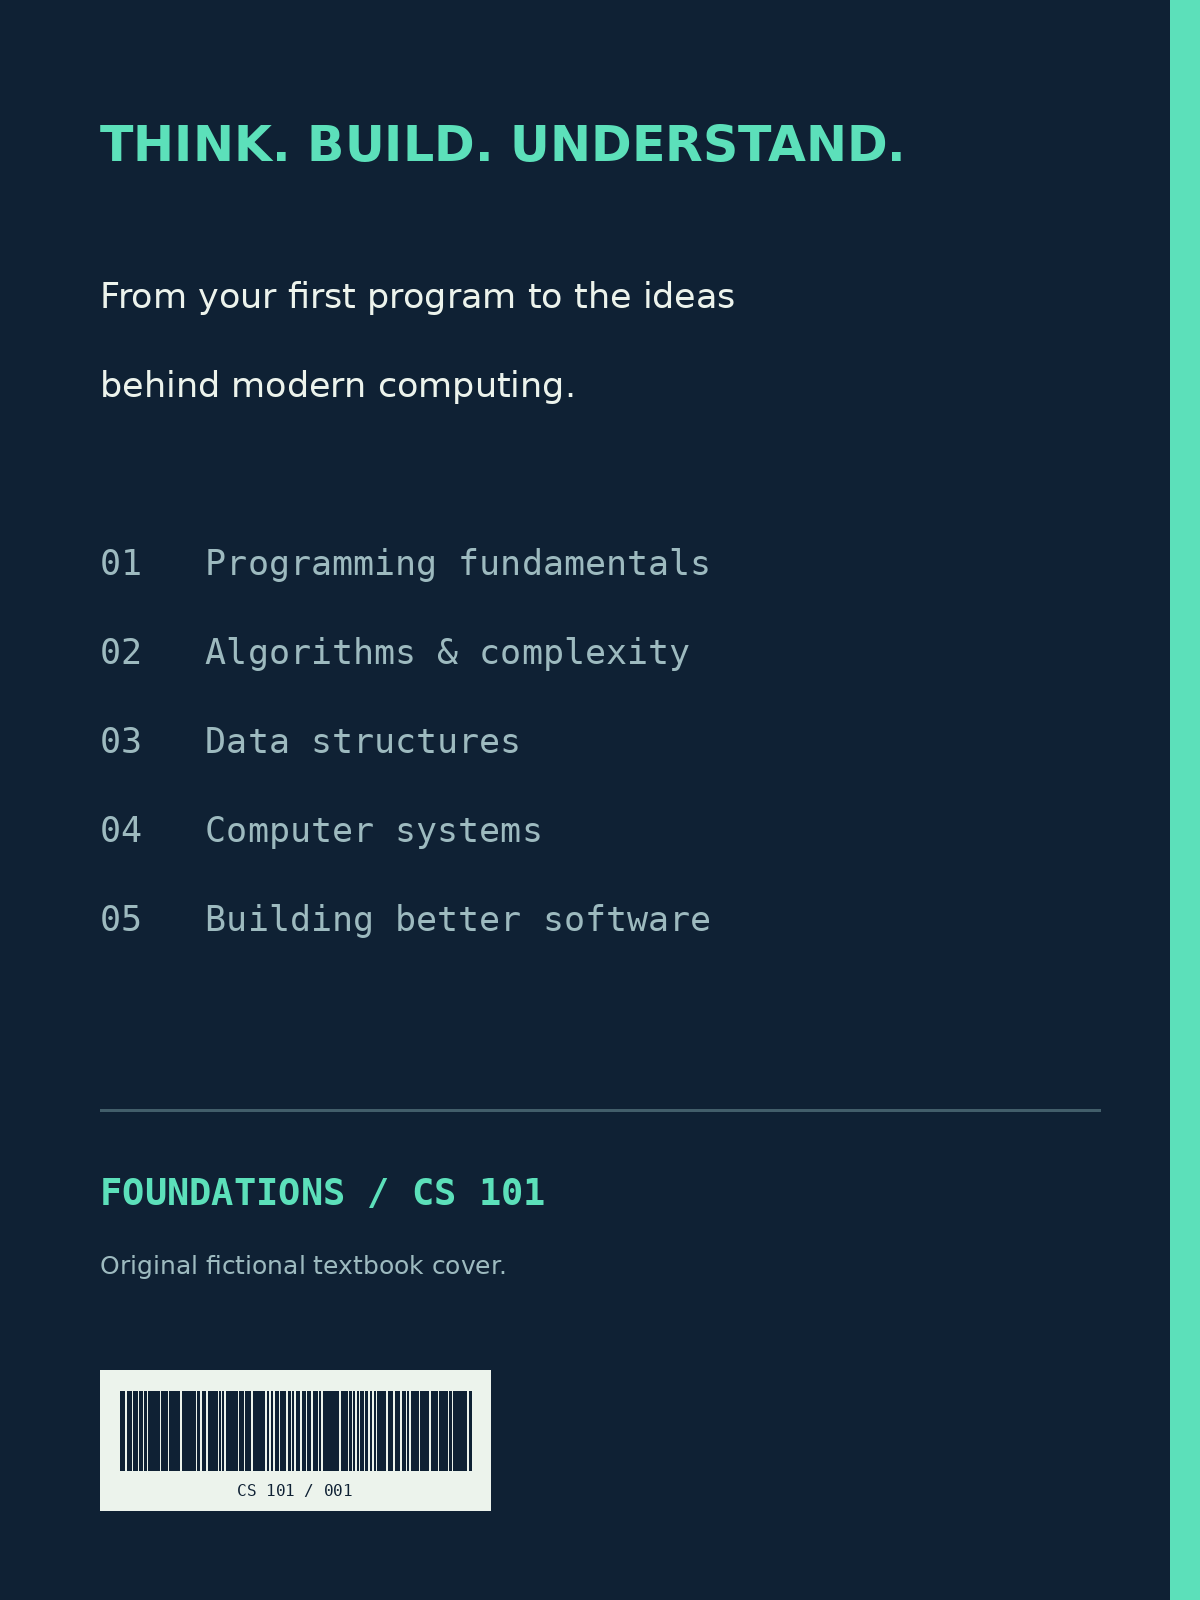 THINK. BUILD. UNDERSTAND.
From your first program to the ideas
behind modern computing.
01 Programming fundamentals
02 Algorithms & complexity
03 Data structures
04 Computer systems
05 Building better software
FOUNDATIONS / CS 101
Original fictional textbook cover.
CS 101 / 001